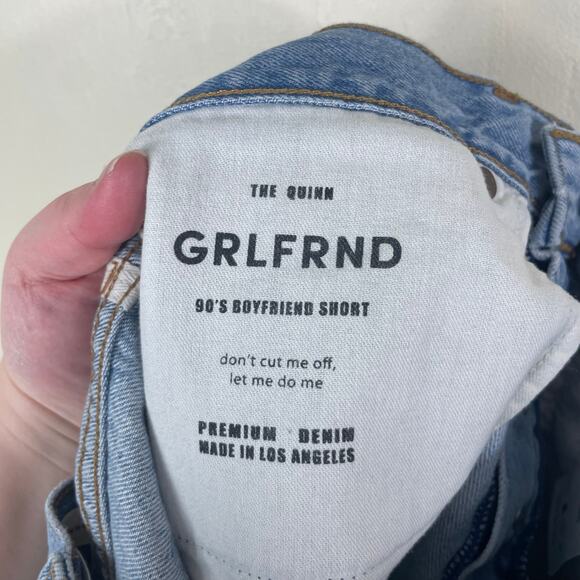 THE QUINN
GRLFRND
90'S BOYFRIEND SHORT
don't cut me off,
let me do me
PREMIUM DENIM
MADE IN LOS ANGELES